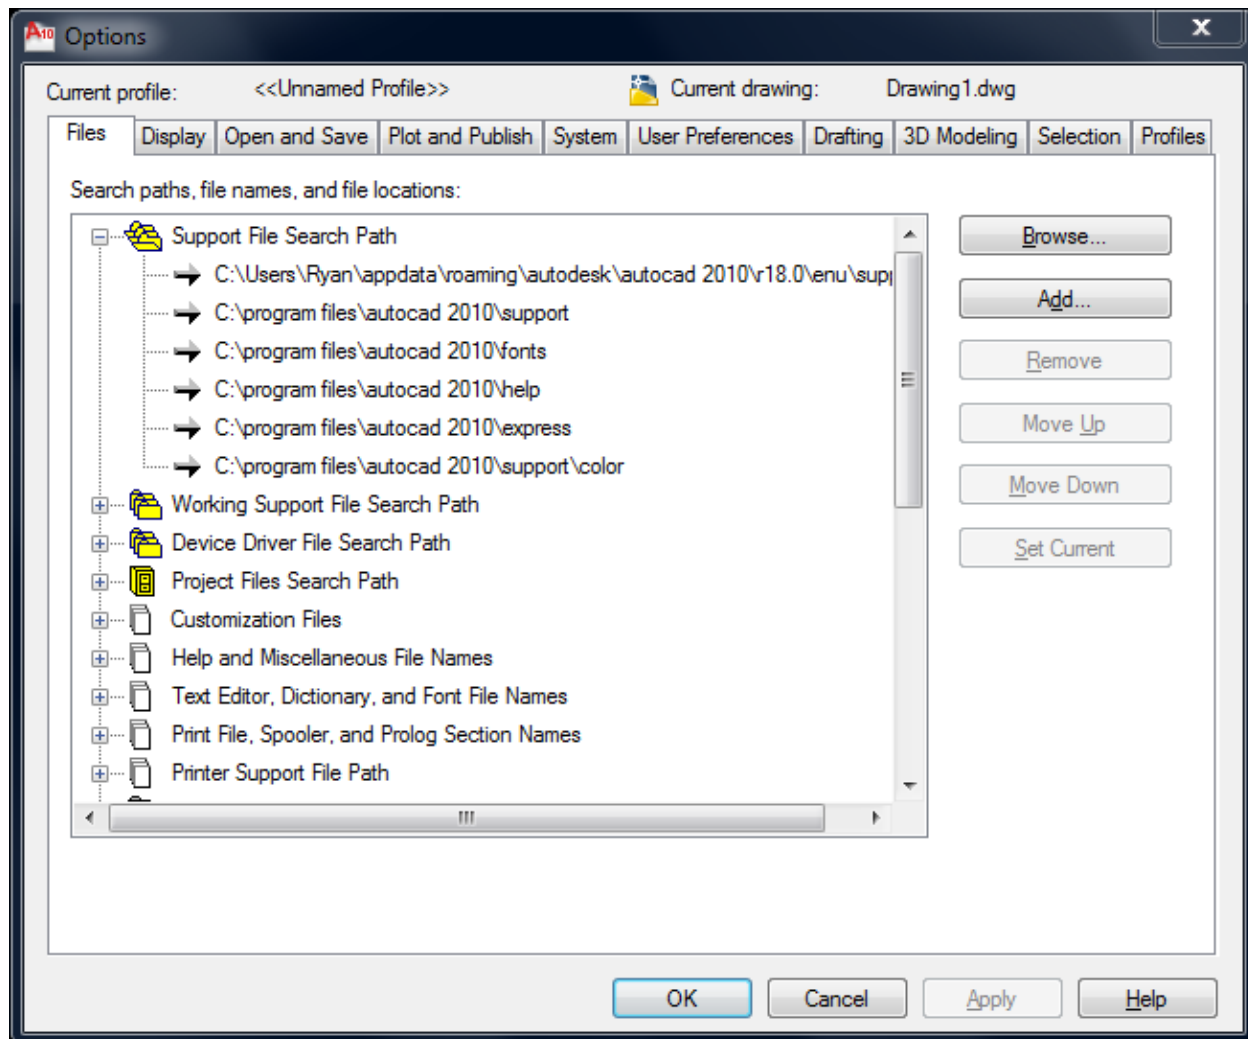 A10 Options X
Current profile: <<Unnamed Profile>> Current drawing: Drawing1.dwg
Files Display Open and Save Plot and Publish System User Preferences Drafting 3D Modeling Selection Profiles
Search paths, file names, and file locations:
Support File Search Path
Browse...
C:\Users\Ryan\appdata\roaming\autodesk\autocad 2010\r18.0\enu\sup
Add...
C:\program files\autocad 2010\support
C:\program files\autocad 2010\fonts
Remove
C:\program files\autocad 2010\help
C:\program files\autocad 2010\express
Move Up
C:\program files\autocad 2010\support\color
Move Down
Working Support File Search Path
Device Driver File Search Path
Set Current
Project Files Search Path
Customization Files
Help and Miscellaneous File Names
Text Editor, Dictionary, and Font File Names
Print File, Spooler, and Prolog Section Names
Printer Support File Path
OK Cancel Apply Help